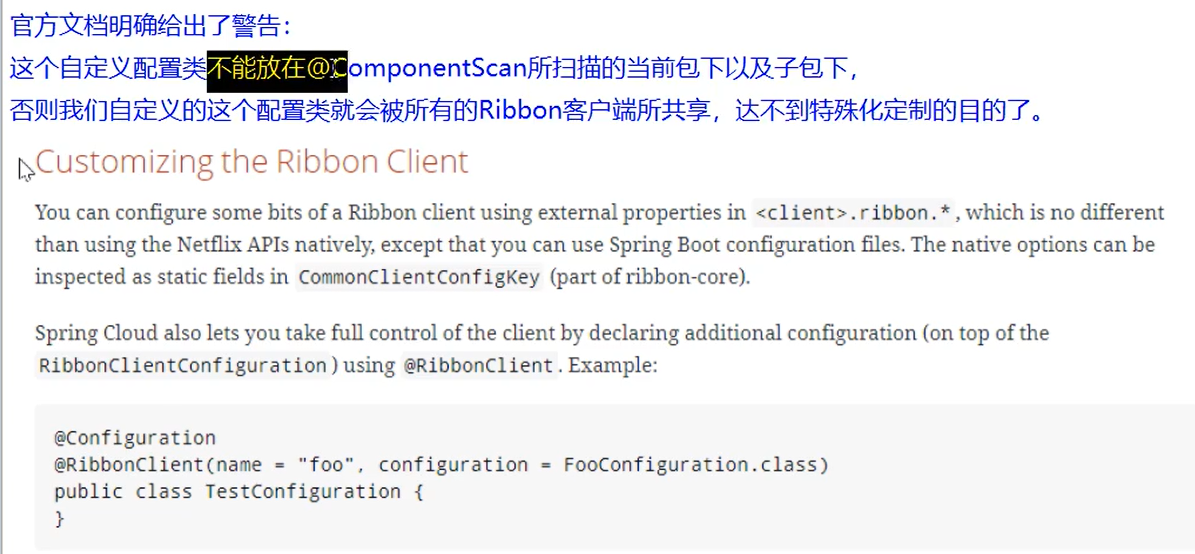 官方文档明确给出了警告：
这个自定义配置类不能放在@ComponentScan所扫描的当前包下以及子包下，
否则我们自定义的这个配置类就会被所有的Ribbon客户端所共享，达不到特殊化定制的目的了。
Customizing the Ribbon Client
You can configure some bits of a Ribbon client using external properties in <client>.ribbon.*, which is no different
than using the Netflix APIs natively, except that you can use Spring Boot configuration files. The native options can be
inspected as static fields in CommonClientConfigKey (part of ribbon-core).
Spring Cloud also lets you take full control of the client by declaring additional configuration (on top of the
RibbonClientConfiguration) using @RibbonClient. Example:
@Configuration
@RibbonClient(name = "foo", configuration = FooConfiguration.class)
public class TestConfiguration {
}